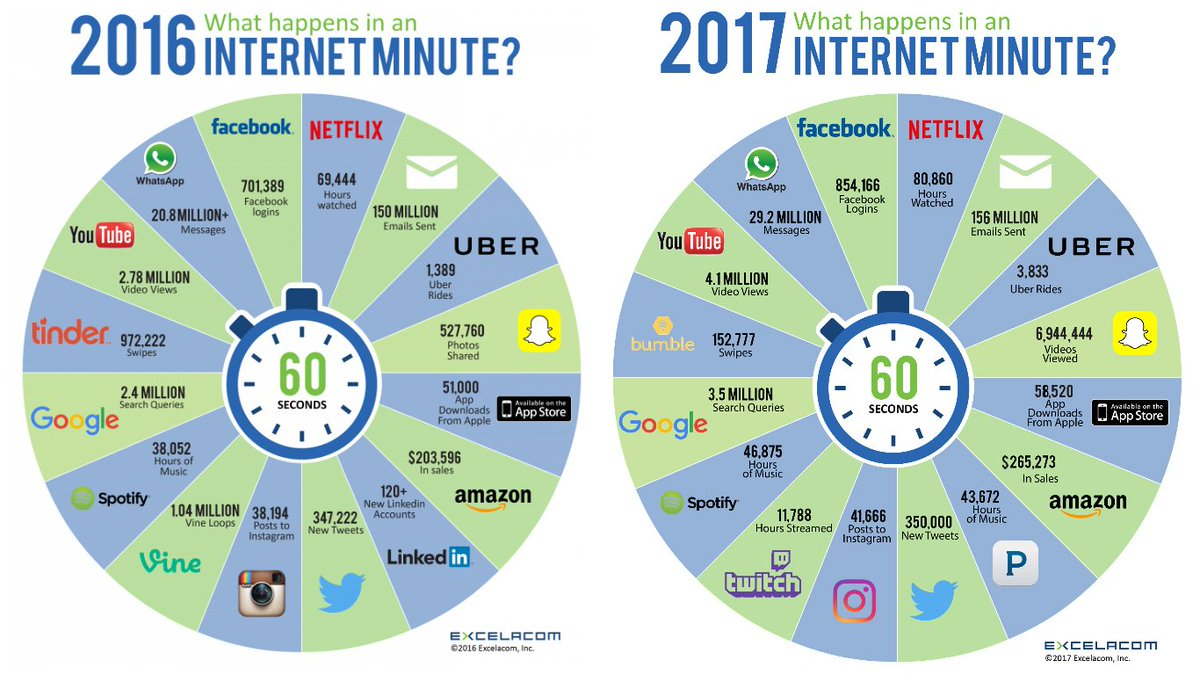 2016 What happens in an
INTERNET MINUTE?
facebook
701,389
Facebook
logins
NETFLIX
69,444
Hours
watched
150 MILLION
Emails Sent
UBER
1,389
Uber
Rides
527,760
Photos
Shared
51,000
App
Downloads
From Apple
Available on the
App Store
$203,596
In sales
amazon
120+
New Linkedin
Accounts
Linked in
347,222
New Tweets
38,194
Posts to
Instagram
1.04 MILLION
Vine Loops
Vine
38,052
Hours of
Music
Spotify
2.4 MILLION
Search Queries
Google
tinder
972,222
Swipes
YouTube
2.78 MILLION
Video Views
WhatsApp
20.8 MILLION+
Messages
60
SECONDS
EXCELACOM
©2016 Excelacom, Inc.
2017 What happens in an
INTERNET MINUTE?
facebook
854,166
Facebook
Logins
NETFLIX
80,860
Hours
Watched
156 MILLION
Emails Sent
UBER
3,833
Uber Rides
6,944,444
Videos
Viewed
58,520
App
Downloads
From Apple
Available on the
App Store
$265,273
In Sales
amazon
43,672
Hours
of Music
P
350,000
New Tweets
41,666
Posts to
Instagram
11,788
Hours Streamed
twitch
46,875
Hours
of Music
Spotify
3.5 MILLION
Search Queries
Google
bumble
152,777
Swipes
YouTube
4.1 MILLION
Video Views
WhatsApp
29.2 MILLION
Messages
60
SECONDS
EXCELACOM
©2017 Excelacom, Inc.